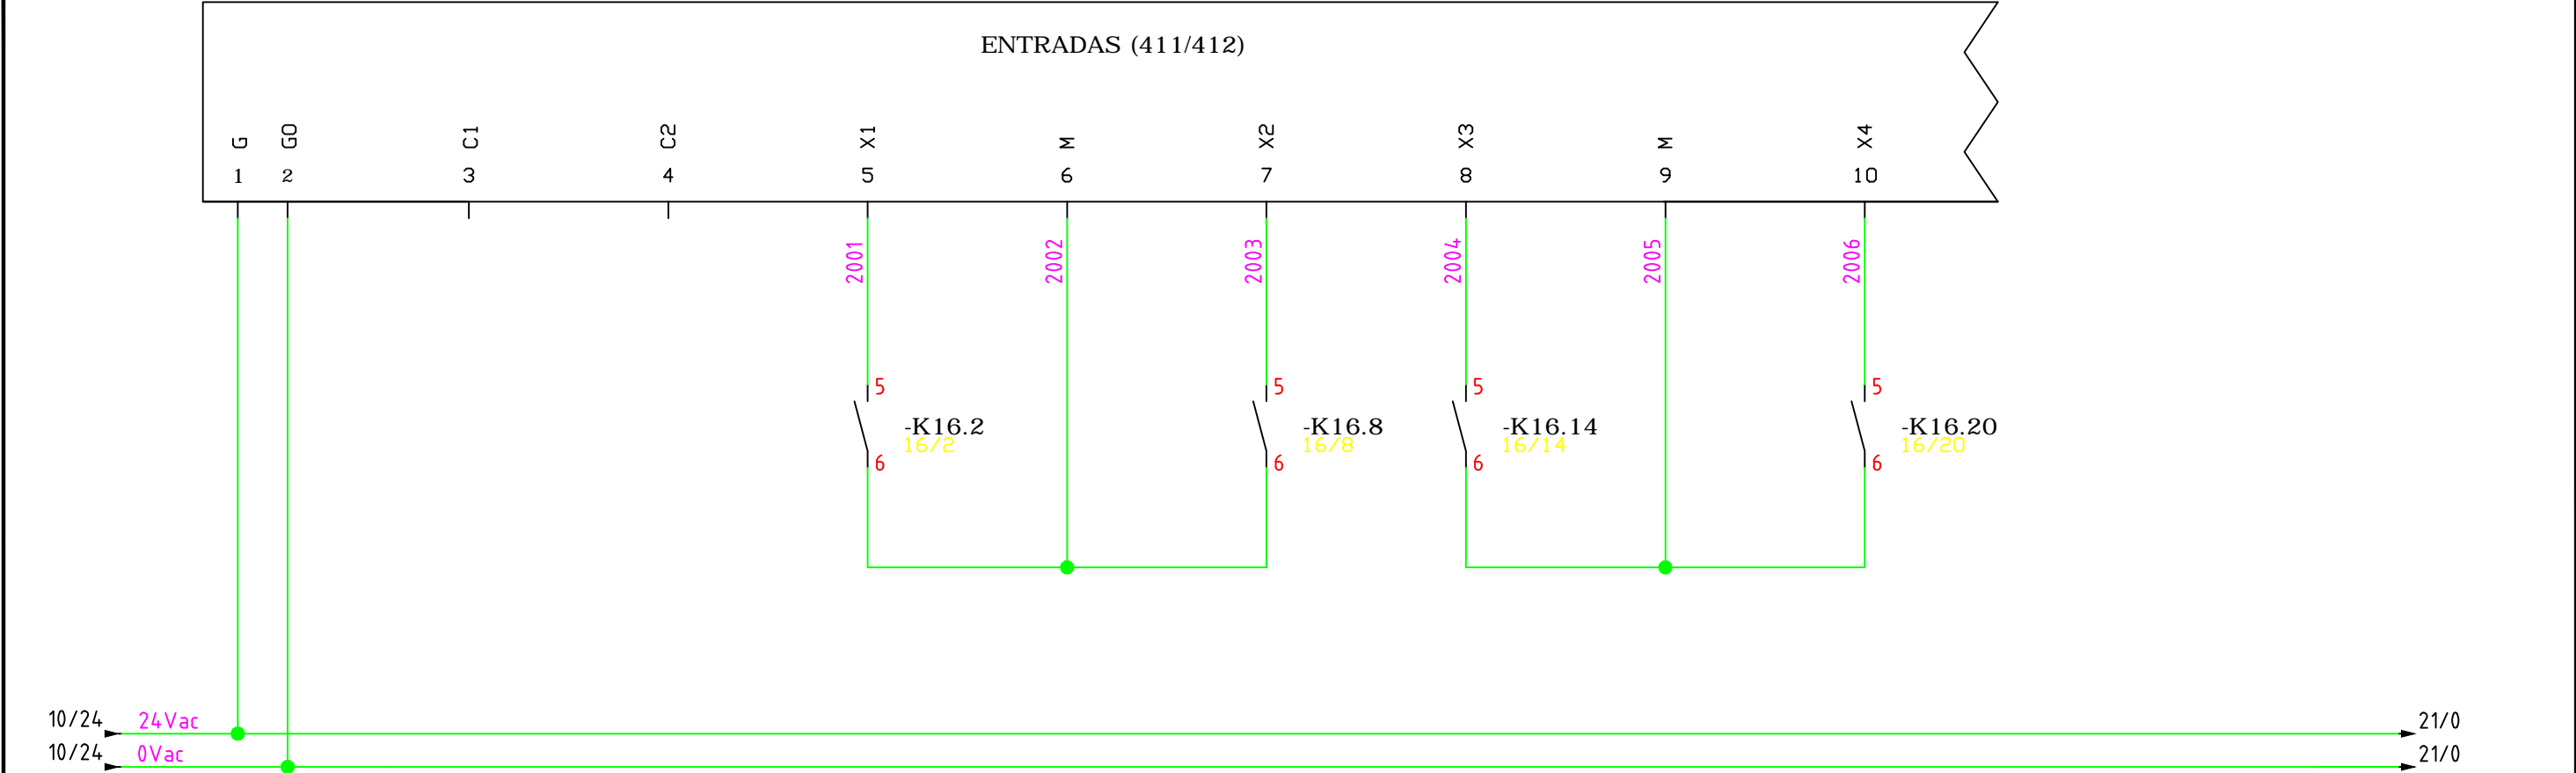 ENTRADAS (411/412)
G G0 C1 C2 X1 M X2 X3 M X4
1 2 3 4 5 6 7 8 9 10
2001 2002 2003 2004 2005 2006
5 5 5 5
-K16.2 -K16.8 -K16.14 -K16.20
16/2 16/8 16/14 16/20
6 6 6 6
10/24 24Vac 21/0
10/24 0Vac 21/0